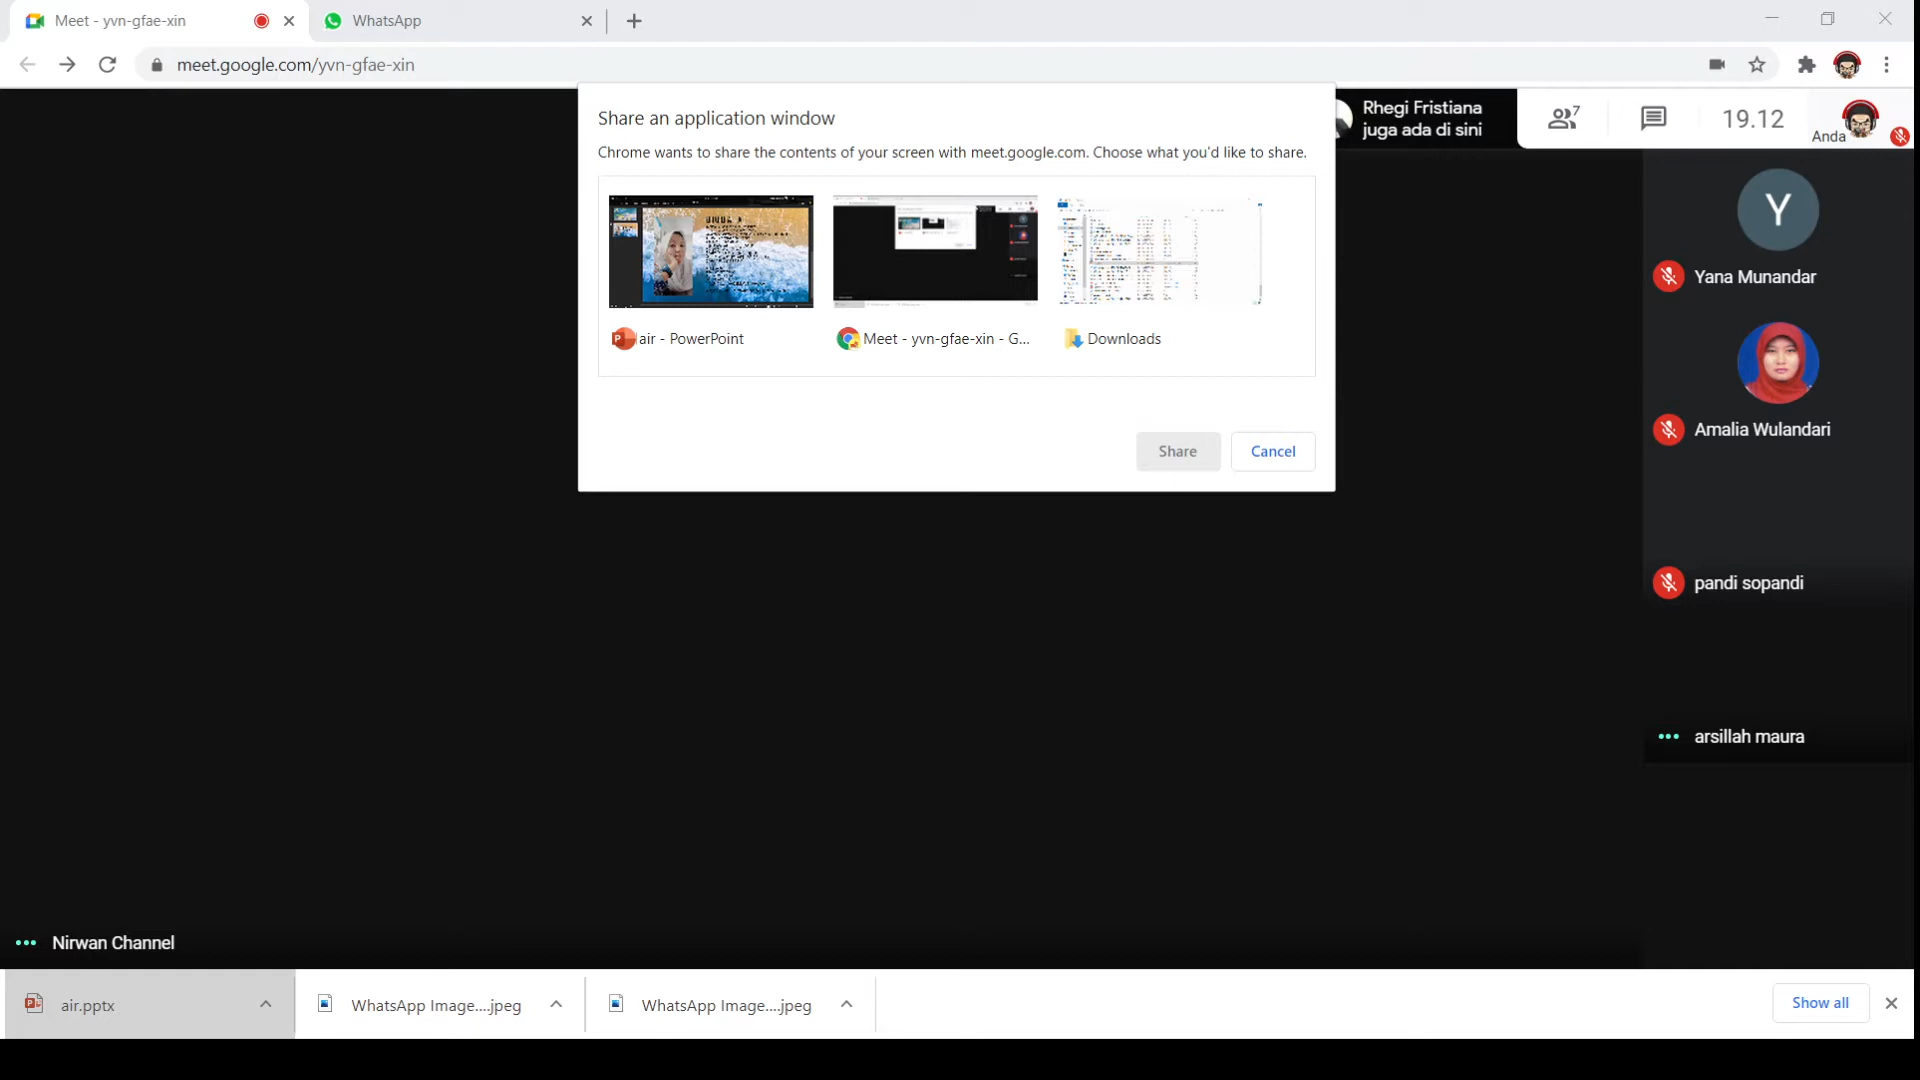 Meet - yvn-gfae-xin
WhatsApp
meet.google.com/yvn-gfae-xin
Share an application window
Chrome wants to share the contents of your screen with meet.google.com. Choose what you'd like to share.
air - PowerPoint
Meet - yvn-gfae-xin - G...
Downloads
Share
Cancel
Rhegi Fristiana
juga ada di sini
7
19.12
Anda
Y
Yana Munandar
Amalia Wulandari
pandi sopandi
arsillah maura
Nirwan Channel
air.pptx
WhatsApp Image....jpeg
WhatsApp Image....jpeg
Show all